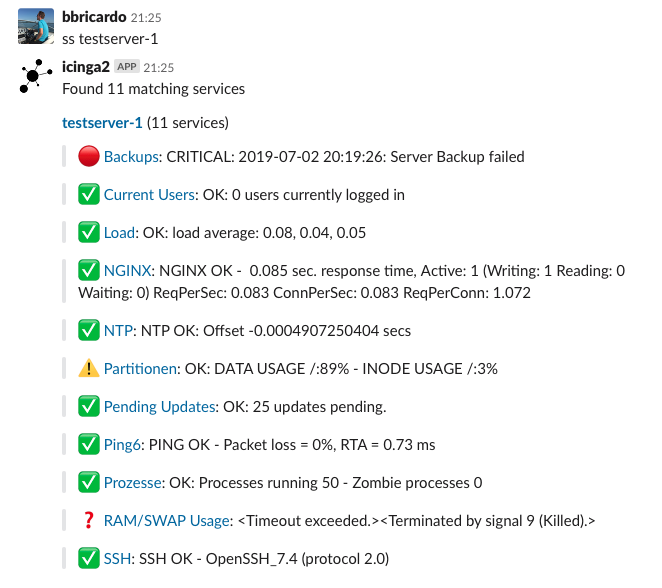 bbricardo 21:25
ss testserver-1
icinga2 APP 21:25
Found 11 matching services
testserver-1 (11 services)
Backups: CRITICAL: 2019-07-02 20:19:26: Server Backup failed
Current Users: OK: 0 users currently logged in
Load: OK: load average: 0.08, 0.04, 0.05
NGINX: NGINX OK - 0.085 sec. response time, Active: 1 (Writing: 1 Reading: 0
Waiting: 0) ReqPerSec: 0.083 ConnPerSec: 0.083 ReqPerConn: 1.072
NTP: NTP OK: Offset -0.0004907250404 secs
Partitionen: OK: DATA USAGE /:89% - INODE USAGE /:3%
Pending Updates: OK: 25 updates pending.
Ping6: PING OK - Packet loss = 0%, RTA = 0.73 ms
Prozesse: OK: Processes running 50 - Zombie processes 0
RAM/SWAP Usage: <Timeout exceeded.><Terminated by signal 9 (Killed).>
SSH: SSH OK - OpenSSH_7.4 (protocol 2.0)